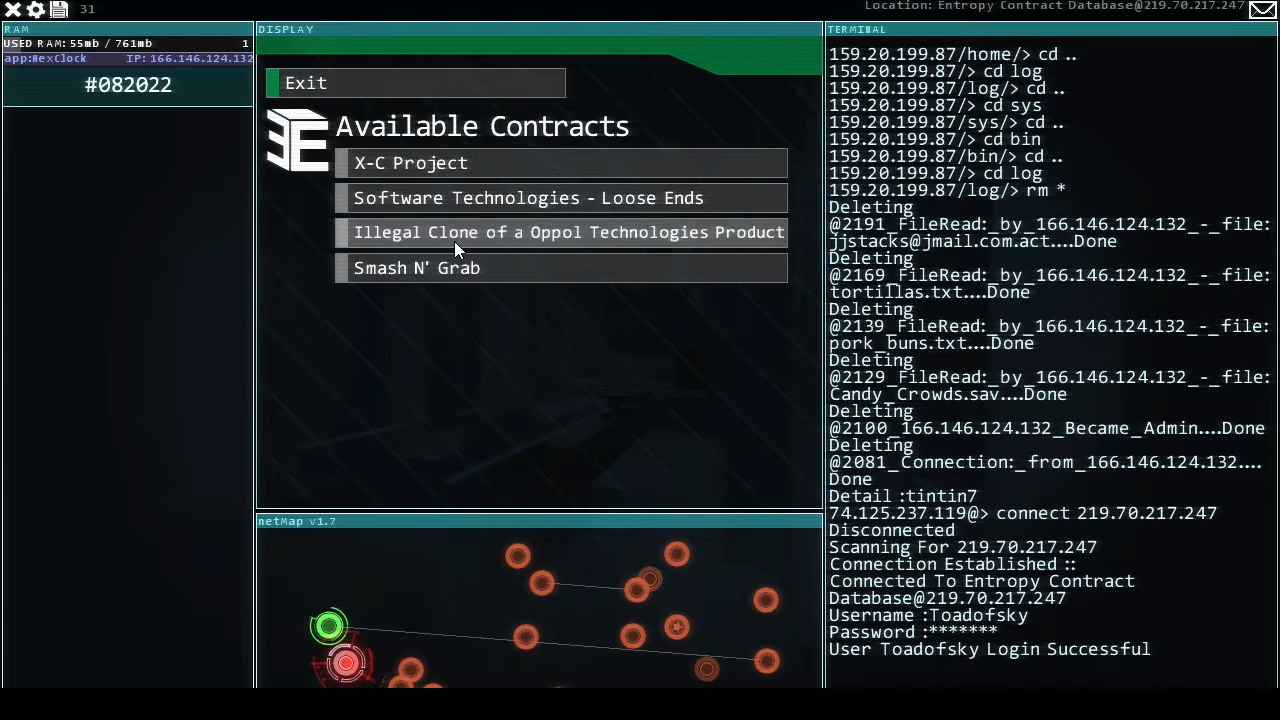 31
Location: Entropy Contract Database@219.70.217.247
RAM
USED RAM: 55mb / 761mb 1
app:HexClock IP: 166.146.124.132
#082022
DISPLAY
Exit
Available Contracts
X-C Project
Software Technologies - Loose Ends
Illegal Clone of a Oppol Technologies Product
Smash N' Grab
netMap v1.7
TERMINAL
159.20.199.87/home/> cd ..
159.20.199.87/> cd log
159.20.199.87/log/> cd ..
159.20.199.87/> cd sys
159.20.199.87/sys/> cd ..
159.20.199.87/> cd bin
159.20.199.87/bin/> cd ..
159.20.199.87/> cd log
159.20.199.87/log/> rm *
Deleting
@2191_FileRead:_by_166.146.124.132_-_file:
jjstacks@jmail.com.act....Done
Deleting
@2169_FileRead:_by_166.146.124.132_-_file:
tortillas.txt....Done
Deleting
@2139_FileRead:_by_166.146.124.132_-_file:
pork_buns.txt....Done
Deleting
@2129_FileRead:_by_166.146.124.132_-_file:
Candy_Crowds.sav....Done
Deleting
@2100_166.146.124.132_Became_Admin....Done
Deleting
@2081_Connection:_from_166.146.124.132....
Done
Detail :tintin7
74.125.237.119@> connect 219.70.217.247
Disconnected
Scanning For 219.70.217.247
Connection Established ::
Connected To Entropy Contract
Database@219.70.217.247
Username :Toadofsky
Password :*******
User Toadofsky Login Successful